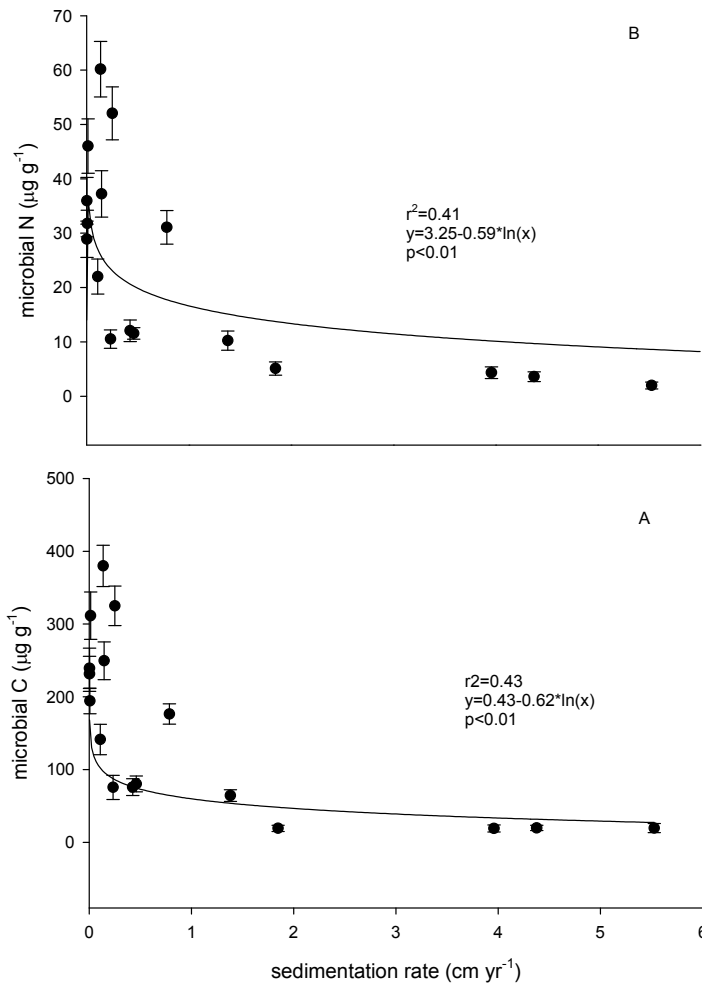 70
60
50
40
30
20
10
0
microbial N (µg g⁻¹)
B
r²=0.41
y=3.25-0.59*ln(x)
p<0.01
500
400
300
200
100
0
microbial C (µg g⁻¹)
A
r2=0.43
y=0.43-0.62*ln(x)
p<0.01
0 1 2 3 4 5 6
sedimentation rate (cm yr⁻¹)